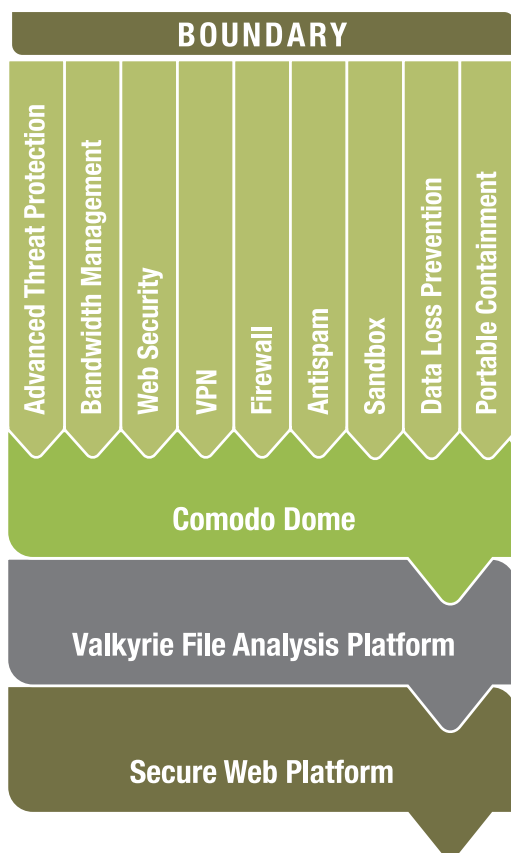 BOUNDARY
Advanced Threat Protection
Bandwidth Management
Web Security
VPN
Firewall
Antispam
Sandbox
Data Loss Prevention
Portable Containment
Comodo Dome
Valkyrie File Analysis Platform
Secure Web Platform